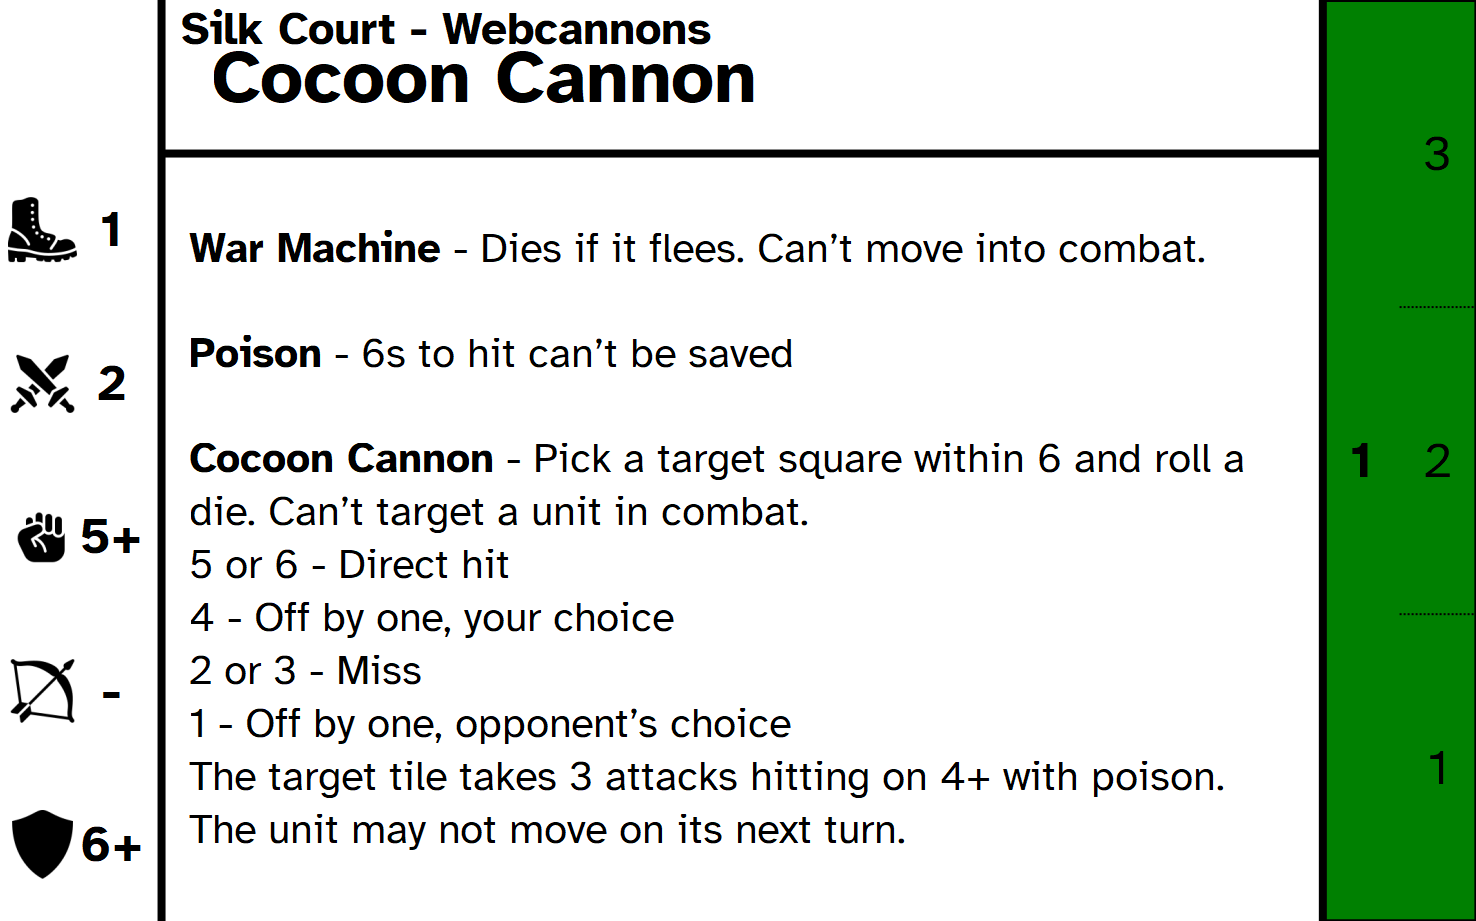 Silk Court - Webcannons
Cocoon Cannon
1
2
5+
-
6+
War Machine - Dies if it flees. Can’t move into combat.
Poison - 6s to hit can’t be saved
Cocoon Cannon - Pick a target square within 6 and roll a
die. Can’t target a unit in combat.
5 or 6 - Direct hit
4 - Off by one, your choice
2 or 3 - Miss
1 - Off by one, opponent’s choice
The target tile takes 3 attacks hitting on 4+ with poison.
The unit may not move on its next turn.
3
1 2
1